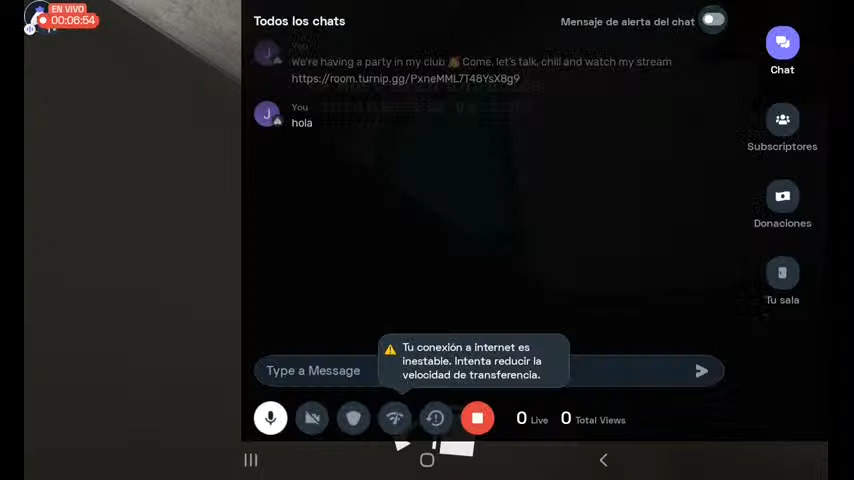 EN VIVO
00:06:54
Todos los chats
Mensaje de alerta del chat
You
We're having a party in my club 👋 Come, let's talk, chill and watch my stream
https://room.turnip.gg/PxneMML7T48YsX8g9
J
You
hola
J
Chat
Subscriptores
Donaciones
Tu sala
Tu conexión a internet es
inestable. Intenta reducir la
velocidad de transferencia.
Type a Message
0 Live
0 Total Views